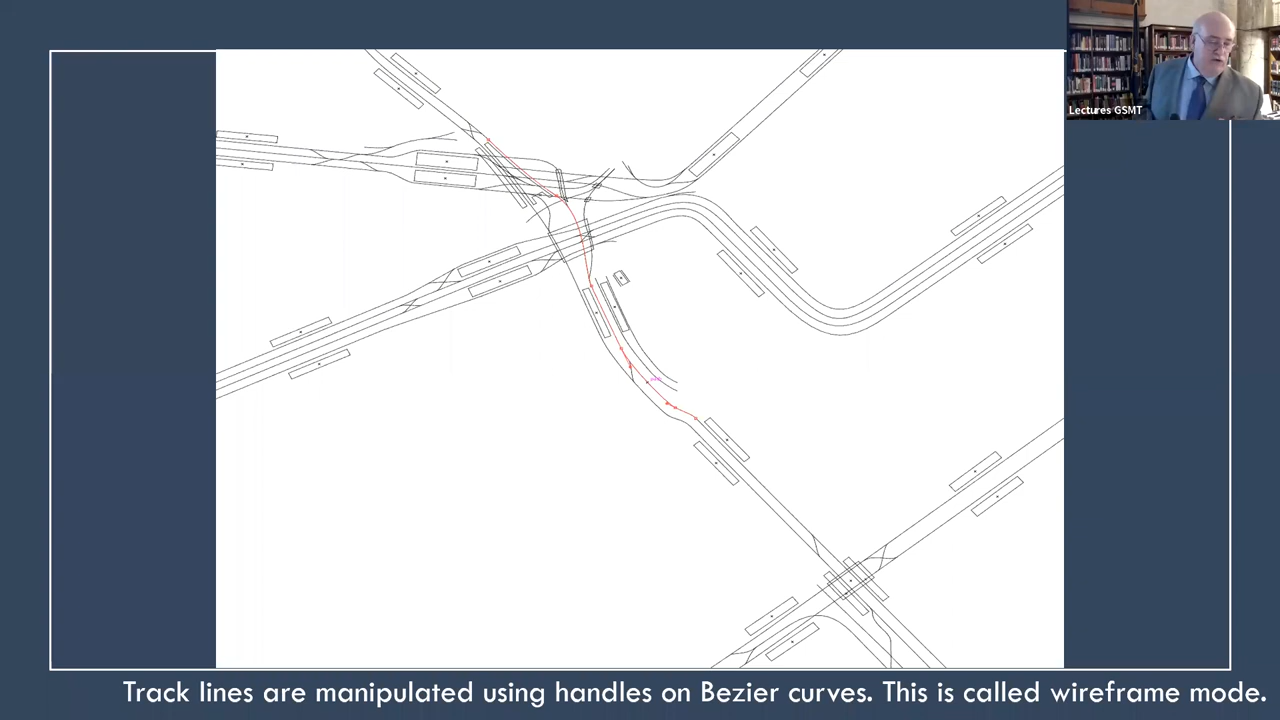 Lectures GSMT
Track lines are manipulated using handles on Bezier curves. This is called wireframe mode.